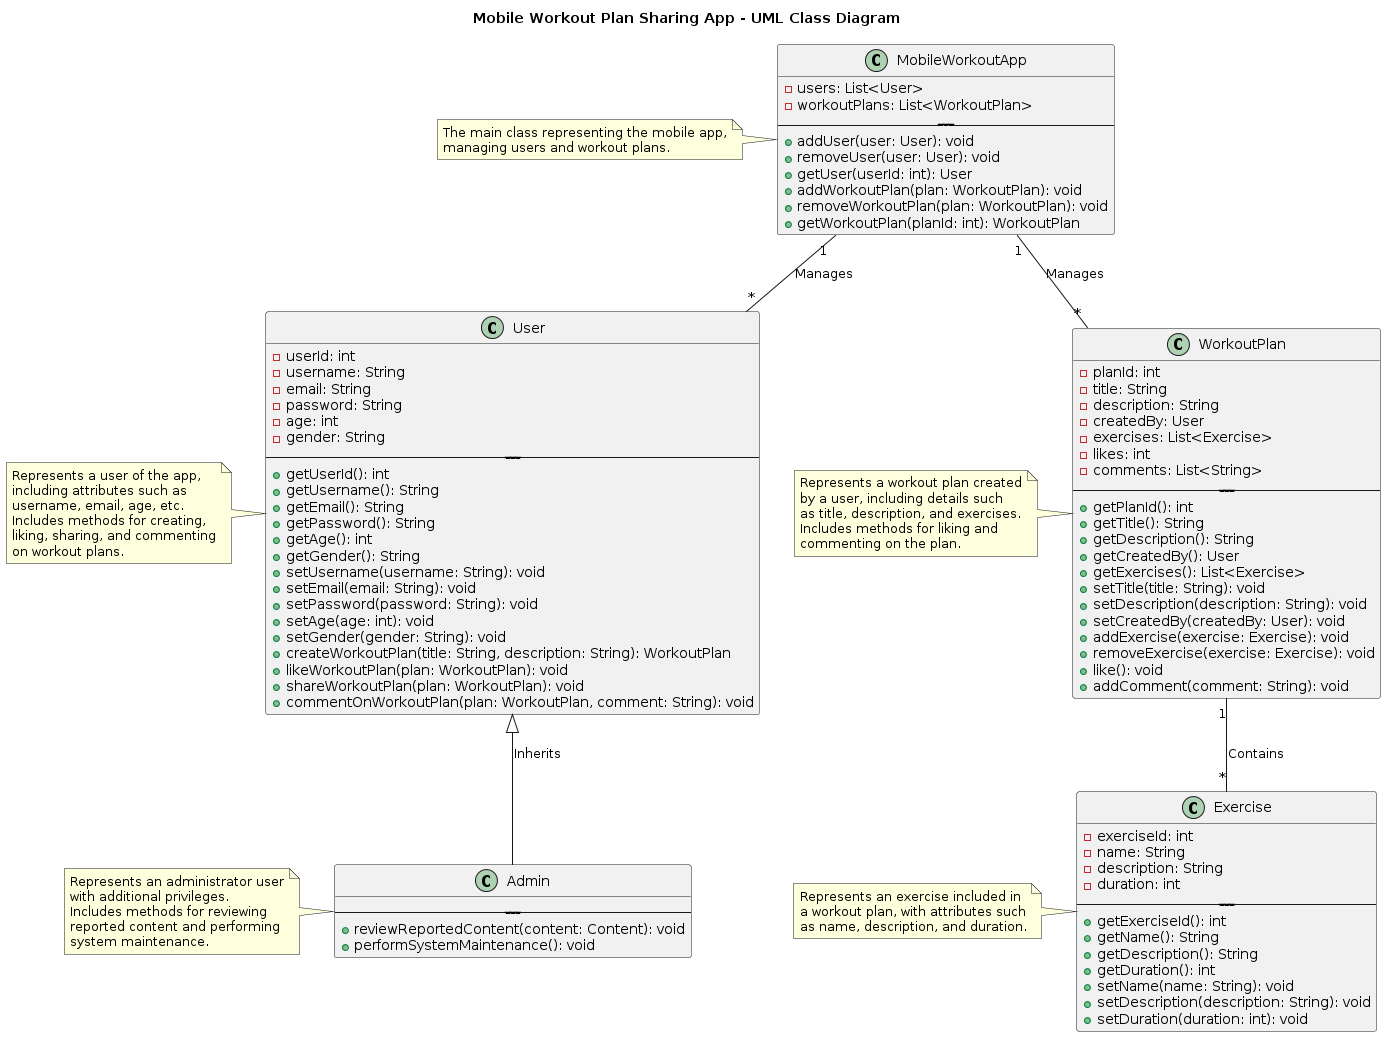 Mobile Workout Plan Sharing App - UML Class Diagram
C MobileWorkoutApp
users: List<User>
workoutPlans: List<WorkoutPlan>
addUser(user: User): void
removeUser(user: User): void
getUser(userId: int): User
addWorkoutPlan(plan: WorkoutPlan): void
removeWorkoutPlan(plan: WorkoutPlan): void
getWorkoutPlan(planId: int): WorkoutPlan
The main class representing the mobile app,
managing users and workout plans.
1
Manages
*
1
Manages
*
C User
userId: int
username: String
email: String
password: String
age: int
gender: String
getUserId(): int
getUsername(): String
getEmail(): String
getPassword(): String
getAge(): int
getGender(): String
setUsername(username: String): void
setEmail(email: String): void
setPassword(password: String): void
setAge(age: int): void
setGender(gender: String): void
createWorkoutPlan(title: String, description: String): WorkoutPlan
likeWorkoutPlan(plan: WorkoutPlan): void
shareWorkoutPlan(plan: WorkoutPlan): void
commentOnWorkoutPlan(plan: WorkoutPlan, comment: String): void
Represents a user of the app,
including attributes such as
username, email, age, etc.
Includes methods for creating,
liking, sharing, and commenting
on workout plans.
C WorkoutPlan
planId: int
title: String
description: String
createdBy: User
exercises: List<Exercise>
likes: int
comments: List<String>
getPlanId(): int
getTitle(): String
getDescription(): String
getCreatedBy(): User
getExercises(): List<Exercise>
setTitle(title: String): void
setDescription(description: String): void
setCreatedBy(createdBy: User): void
addExercise(exercise: Exercise): void
removeExercise(exercise: Exercise): void
like(): void
addComment(comment: String): void
Represents a workout plan created
by a user, including details such
as title, description, and exercises.
Includes methods for liking and
commenting on the plan.
Inherits
1
Contains
*
C Admin
reviewReportedContent(content: Content): void
performSystemMaintenance(): void
Represents an administrator user
with additional privileges.
Includes methods for reviewing
reported content and performing
system maintenance.
C Exercise
exerciseId: int
name: String
description: String
duration: int
getExerciseId(): int
getName(): String
getDescription(): String
getDuration(): int
setName(name: String): void
setDescription(description: String): void
setDuration(duration: int): void
Represents an exercise included in
a workout plan, with attributes such
as name, description, and duration.